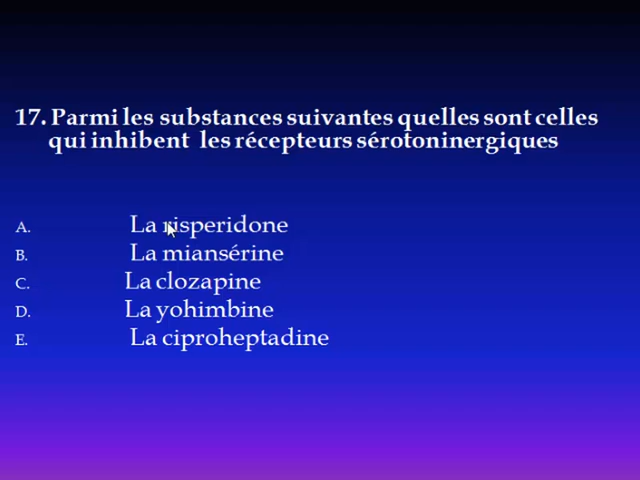 17. Parmi les substances suivantes quelles sont celles
qui inhibent les récepteurs sérotoninergiques
A. La risperidone
B. La miansérine
C. La clozapine
D. La yohimbine
E. La ciproheptadine